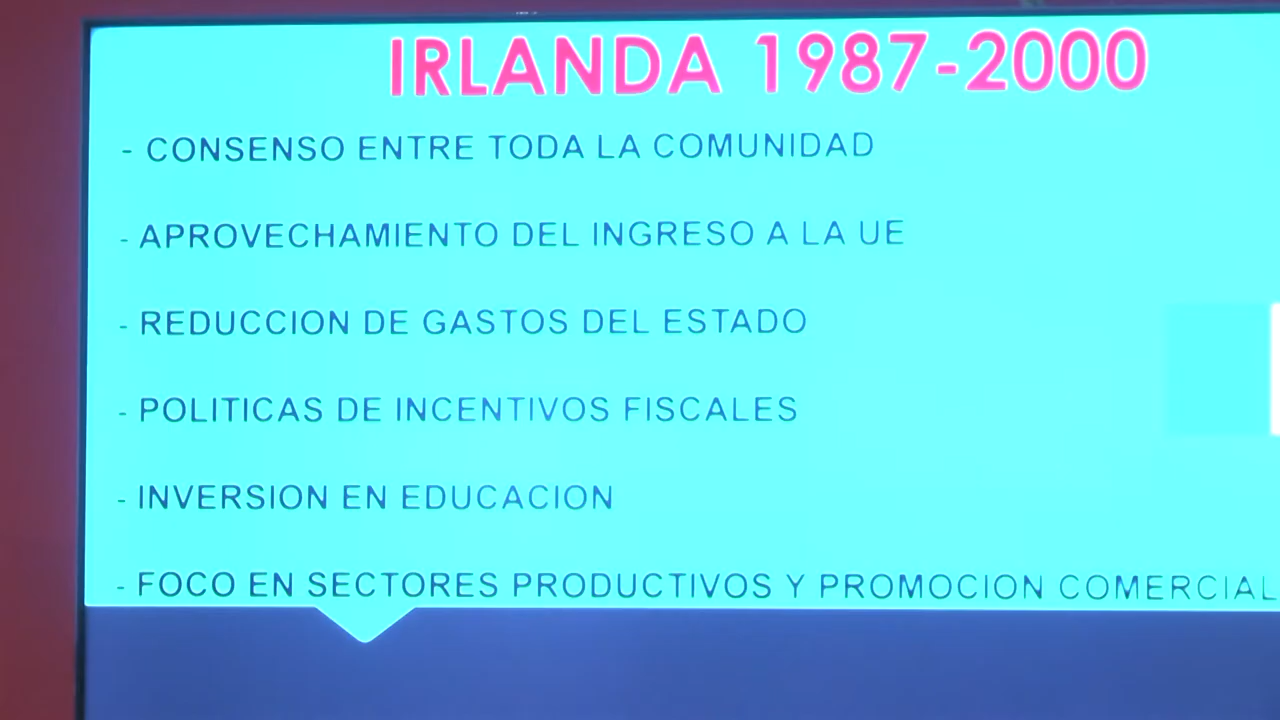 IRLANDA 1987-2000
- CONSENSO ENTRE TODA LA COMUNIDAD
- APROVECHAMIENTO DEL INGRESO A LA UE
- REDUCCION DE GASTOS DEL ESTADO
- POLITICAS DE INCENTIVOS FISCALES
- INVERSION EN EDUCACION
- FOCO EN SECTORES PRODUCTIVOS Y PROMOCION COMERCIAL